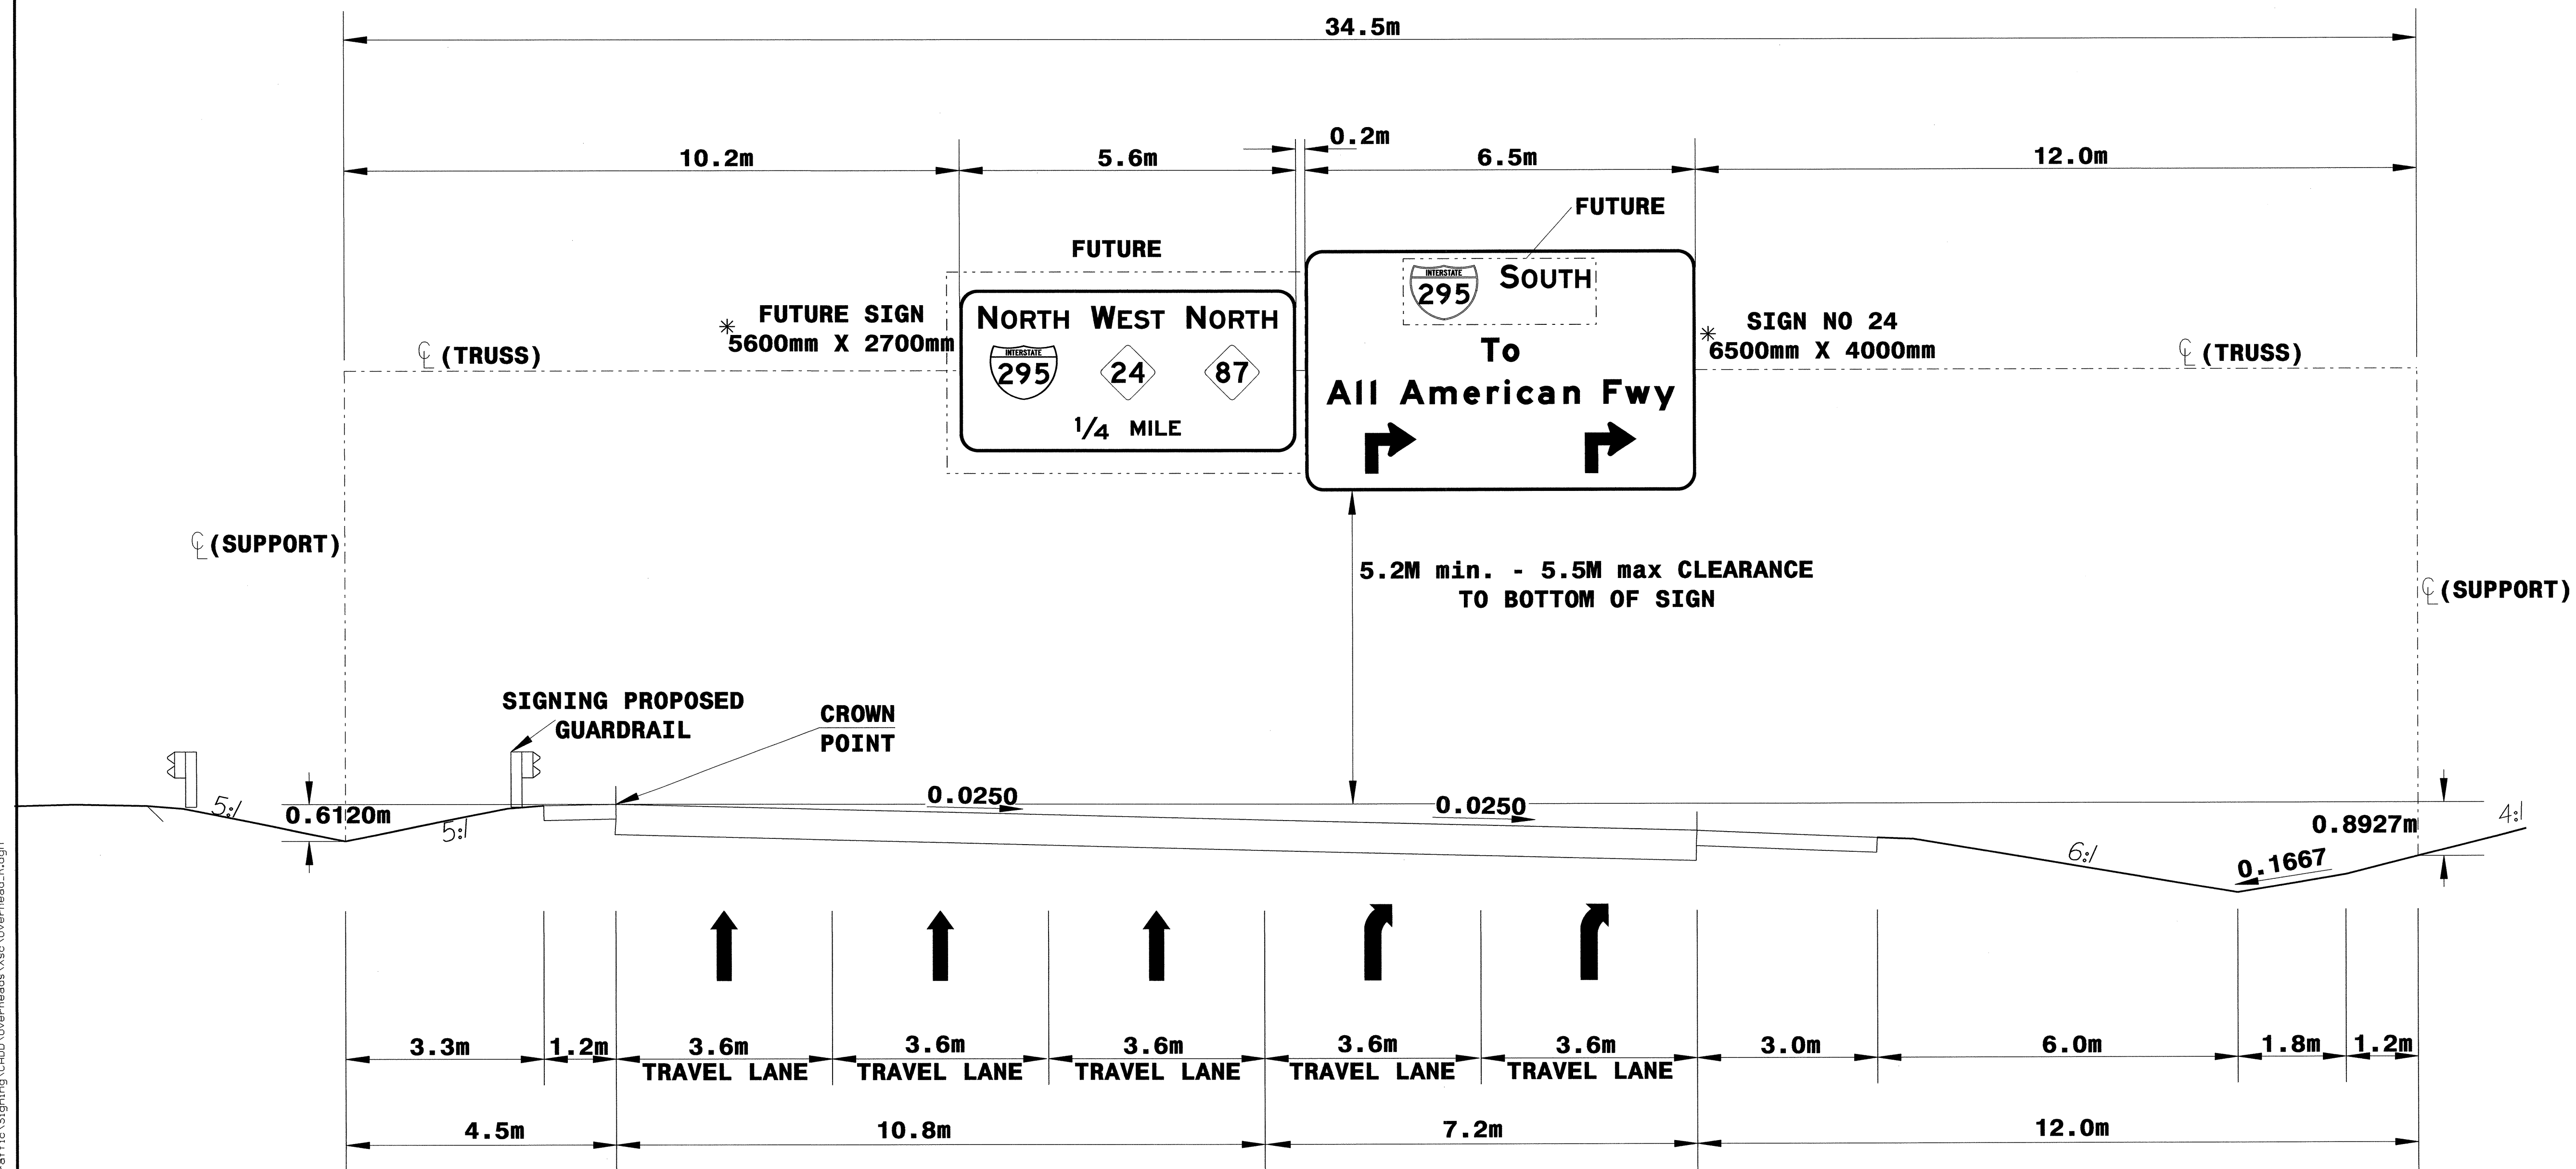 34.5m
0.2m
10.2m
5.6m
6.5m
12.0m
FUTURE
FUTURE
INTERSTATE
295
SOUTH
FUTURE SIGN
* 5600mm X 2700mm
NORTH WEST NORTH
INTERSTATE
295
24
87
1/4 MILE
To
All American Fwy
SIGN NO 24
* 6500mm X 4000mm
℄ (TRUSS)
℄ (TRUSS)
℄ (SUPPORT)
℄ (SUPPORT)
5.2M min. - 5.5M max CLEARANCE
TO BOTTOM OF SIGN
SIGNING PROPOSED
GUARDRAIL
CROWN
POINT
5:1
0.6120m
5:1
0.0250
0.0250
6:1
0.1667
0.8927m
4:1
3.3m
1.2m
3.6m
3.6m
3.6m
3.6m
3.6m
3.0m
6.0m
1.8m
1.2m
TRAVEL LANE
TRAVEL LANE
TRAVEL LANE
TRAVEL LANE
TRAVEL LANE
4.5m
10.8m
7.2m
12.0m